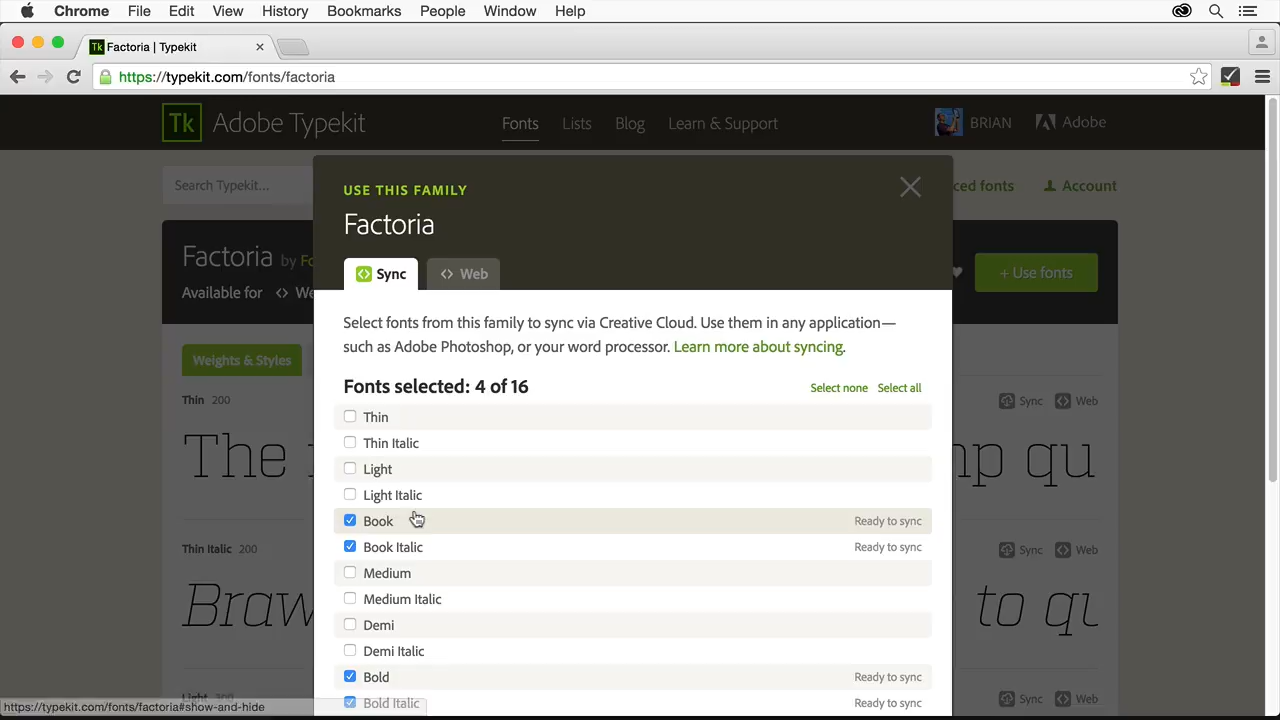 Chrome File Edit View History Bookmarks People Window Help
Tk Factoria | Typekit
https://typekit.com/fonts/factoria
Tk Adobe Typekit Fonts Lists Blog Learn & Support BRIAN Adobe
Search Typekit...
ced fonts Account
USE THIS FAMILY
Factoria
Factoria by Fo
Available for We
+ Use fonts
Sync Web
Select fonts from this family to sync via Creative Cloud. Use them in any application—
such as Adobe Photoshop, or your word processor. Learn more about syncing.
Weights & Styles
Fonts selected: 4 of 16 Select none Select all
Thin 200 Sync Web
The mp qu
Thin
Thin Italic
Light
Light Italic
Book Ready to sync
Book Italic Ready to sync
Thin Italic 200 Sync Web
Braw to qu
Medium
Medium Italic
Demi
Demi Italic
Bold Ready to sync
Bold Italic Ready to sync
Light 300 Sync Web
https://typekit.com/fonts/factoria#show-and-hide